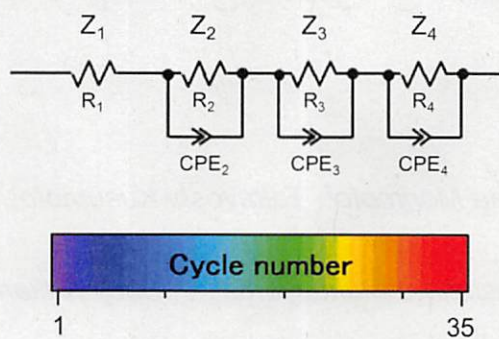 Z1 Z2 Z3 Z4
R1 R2 R3 R4
CPE2 CPE3 CPE4
Cycle number
1 35